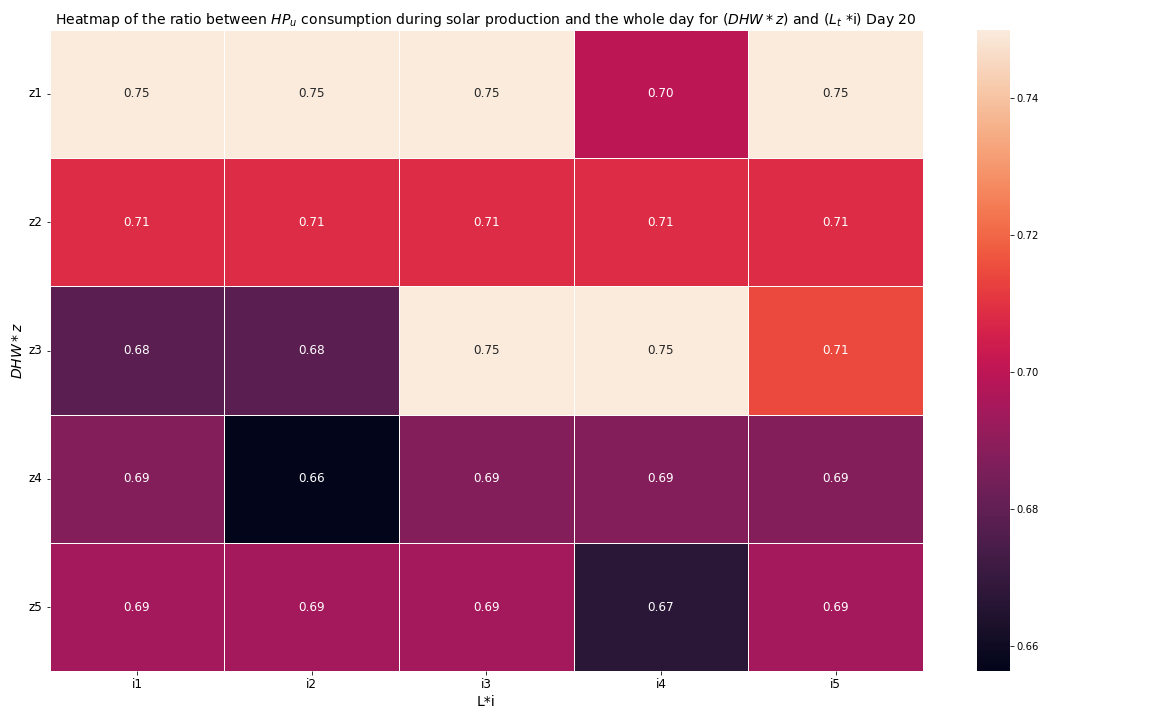 Heatmap of the ratio between HPu consumption during solar production and the whole day for (DHW * z) and (Lt *i) Day 20
z1 0.75 0.75 0.75 0.70 0.75
z2 0.71 0.71 0.71 0.71 0.71
z3 0.68 0.68 0.75 0.75 0.71
z4 0.69 0.66 0.69 0.69 0.69
z5 0.69 0.69 0.69 0.67 0.69
i1 i2 i3 i4 i5
L*i
DHW * z
0.74
0.72
0.70
0.68
0.66